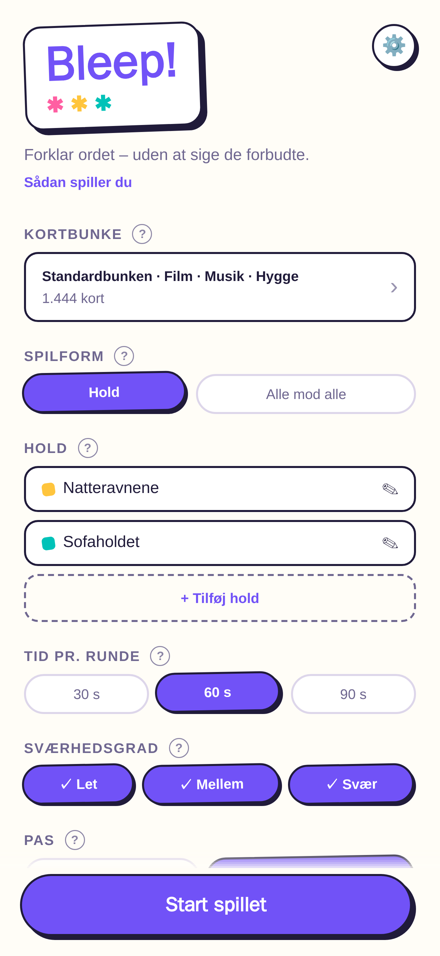 Bleep!
***
⚙️
Forklar ordet – uden at sige de forbudte.
Sådan spiller du
KORTBUNKE ?
Standardbunken · Film · Musik · Hygge
1.444 kort
›
SPILFORM ?
Hold
Alle mod alle
HOLD ?
Natteravnene ✎
Sofaholdet ✎
+ Tilføj hold
TID PR. RUNDE ?
30 s
60 s
90 s
SVÆRHEDSGRAD ?
✓ Let
✓ Mellem
✓ Svær
PAS ?
Start spillet